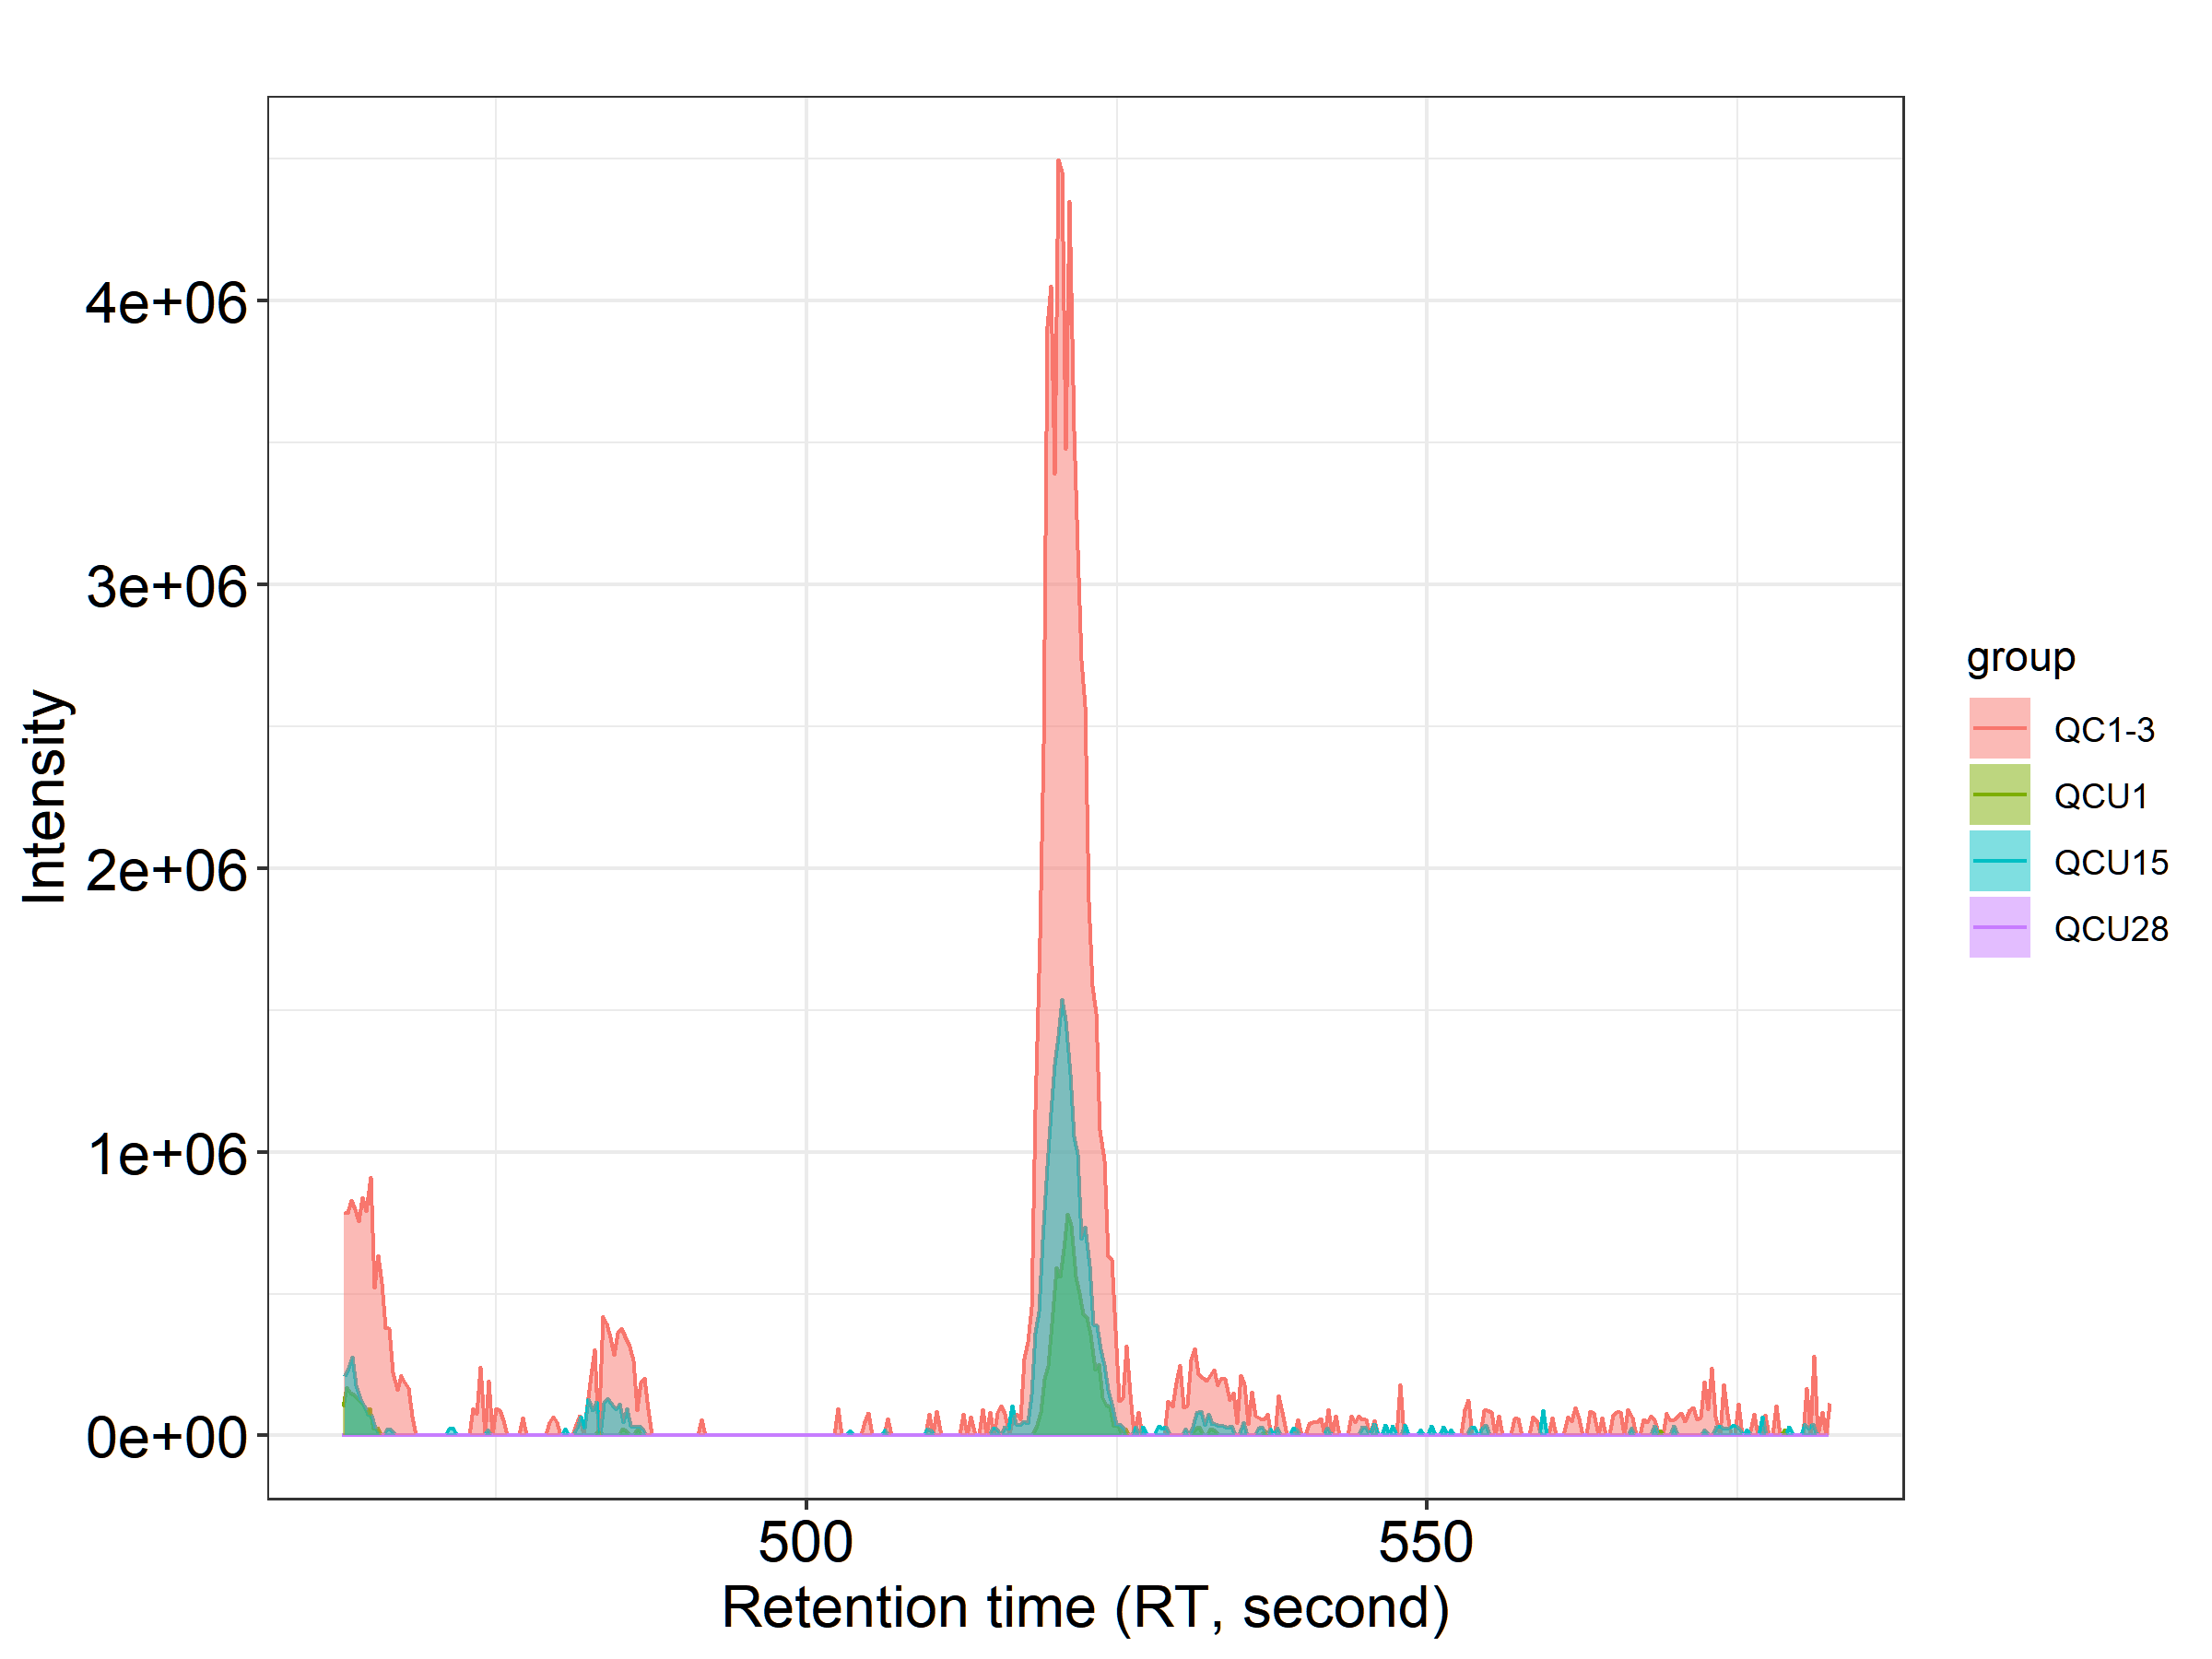 Intensity
4e+06
3e+06
2e+06
1e+06
0e+00
500
550
Retention time (RT, second)
group
QC1-3
QCU1
QCU15
QCU28